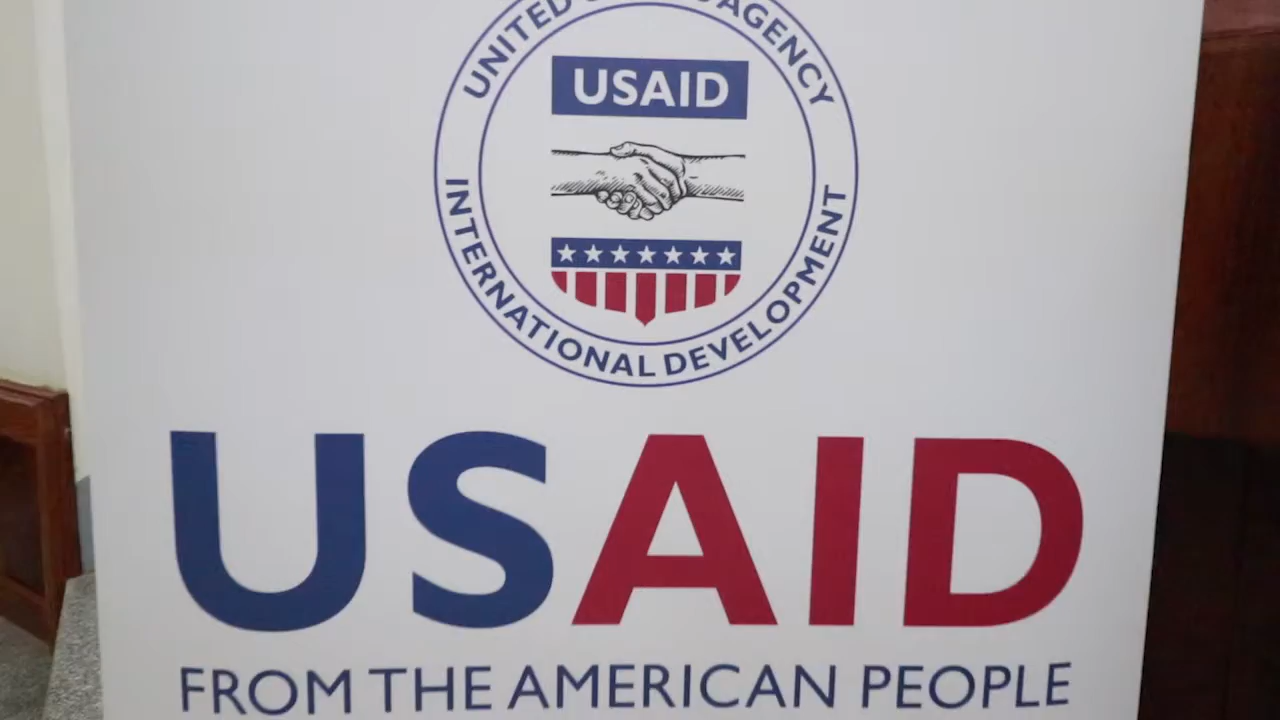 UNITED AGENCY
USAID
INTERNATIONAL DEVELOPMENT
USAID
FROM THE AMERICAN PEOPLE